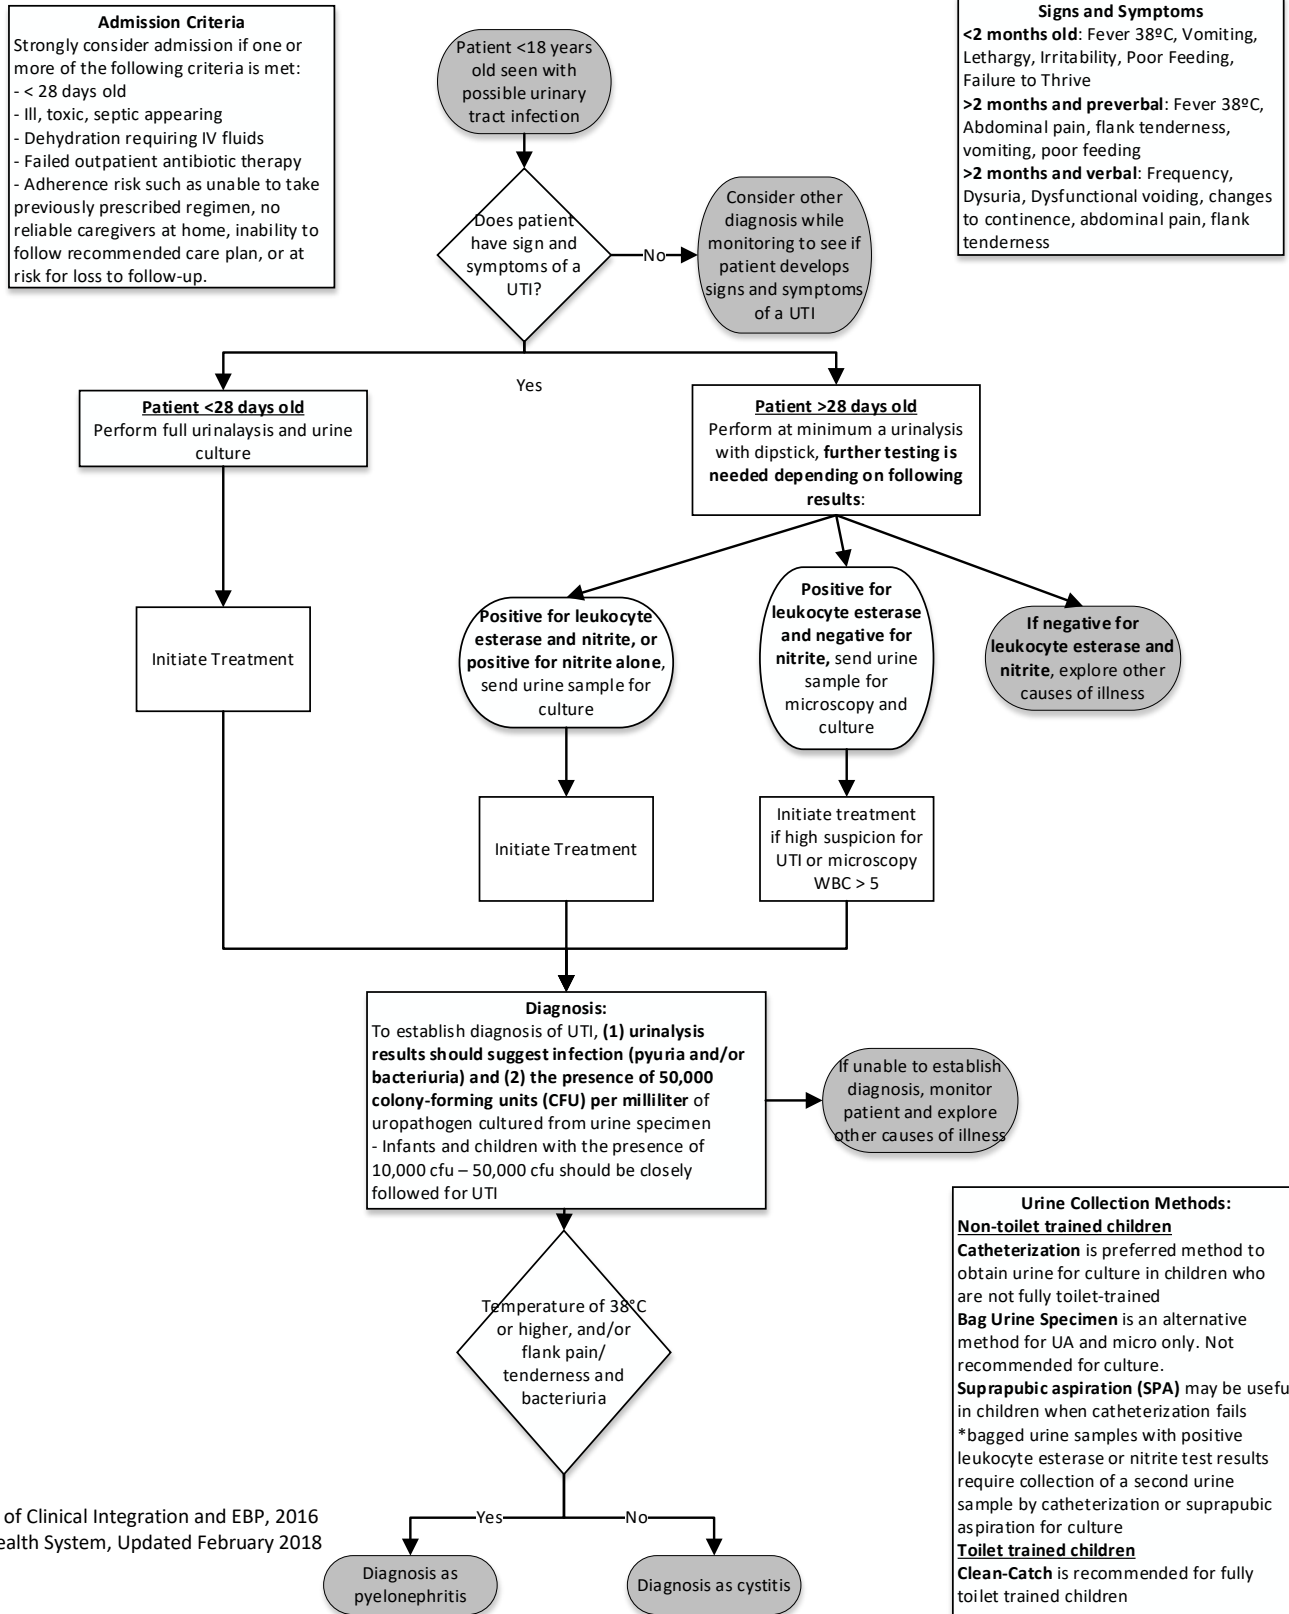 Admission Criteria
Strongly consider admission if one or
more of the following criteria is met:
- < 28 days old
- Ill, toxic, septic appearing
- Dehydration requiring IV fluids
- Failed outpatient antibiotic therapy
- Adherence risk such as unable to take
previously prescribed regimen, no
reliable caregivers at home, inability to
follow recommended care plan, or at
risk for loss to follow-up.
Patient <18 years
old seen with
possible urinary
tract infection
Signs and Symptoms
<2 months old: Fever 38ºC, Vomiting,
Lethargy, Irritability, Poor Feeding,
Failure to Thrive
>2 months and preverbal: Fever 38ºC,
Abdominal pain, flank tenderness,
vomiting, poor feeding
>2 months and verbal: Frequency,
Dysuria, Dysfunctional voiding, changes
to continence, abdominal pain, flank
tenderness
Does patient
have sign and
symptoms of a
UTI?
No
Consider other
diagnosis while
monitoring to see if
patient develops
signs and symptoms
of a UTI
Yes
Patient <28 days old
Perform full urinalaysis and urine
culture
Patient >28 days old
Perform at minimum a urinalysis
with dipstick, further testing is
needed depending on following
results:
Initiate Treatment
Positive for leukocyte
esterase and nitrite, or
positive for nitrite alone,
send urine sample for
culture
Positive for
leukocyte esterase
and negative for
nitrite, send urine
sample for
microscopy and
culture
If negative for
leukocyte esterase and
nitrite, explore other
causes of illness
Initiate Treatment
Initiate treatment
if high suspicion for
UTI or microscopy
WBC > 5
Diagnosis:
To establish diagnosis of UTI, (1) urinalysis
results should suggest infection (pyuria and/or
bacteriuria) and (2) the presence of 50,000
colony-forming units (CFU) per milliliter of
uropathogen cultured from urine specimen
- Infants and children with the presence of
10,000 cfu – 50,000 cfu should be closely
followed for UTI
If unable to establish
diagnosis, monitor
patient and explore
other causes of illness
Temperature of 38°C
or higher, and/or
flank pain/
tenderness and
bacteriuria
Urine Collection Methods:
Non-toilet trained children
Catheterization is preferred method to
obtain urine for culture in children who
are not fully toilet-trained
Bag Urine Specimen is an alternative
method for UA and micro only. Not
recommended for culture.
Suprapubic aspiration (SPA) may be usefu
in children when catheterization fails
*bagged urine samples with positive
leukocyte esterase or nitrite test results
require collection of a second urine
sample by catheterization or suprapubic
aspiration for culture
Toilet trained children
Clean-Catch is recommended for fully
toilet trained children
of Clinical Integration and EBP, 2016
ealth System, Updated February 2018
Yes
No
Diagnosis as
pyelonephritis
Diagnosis as cystitis